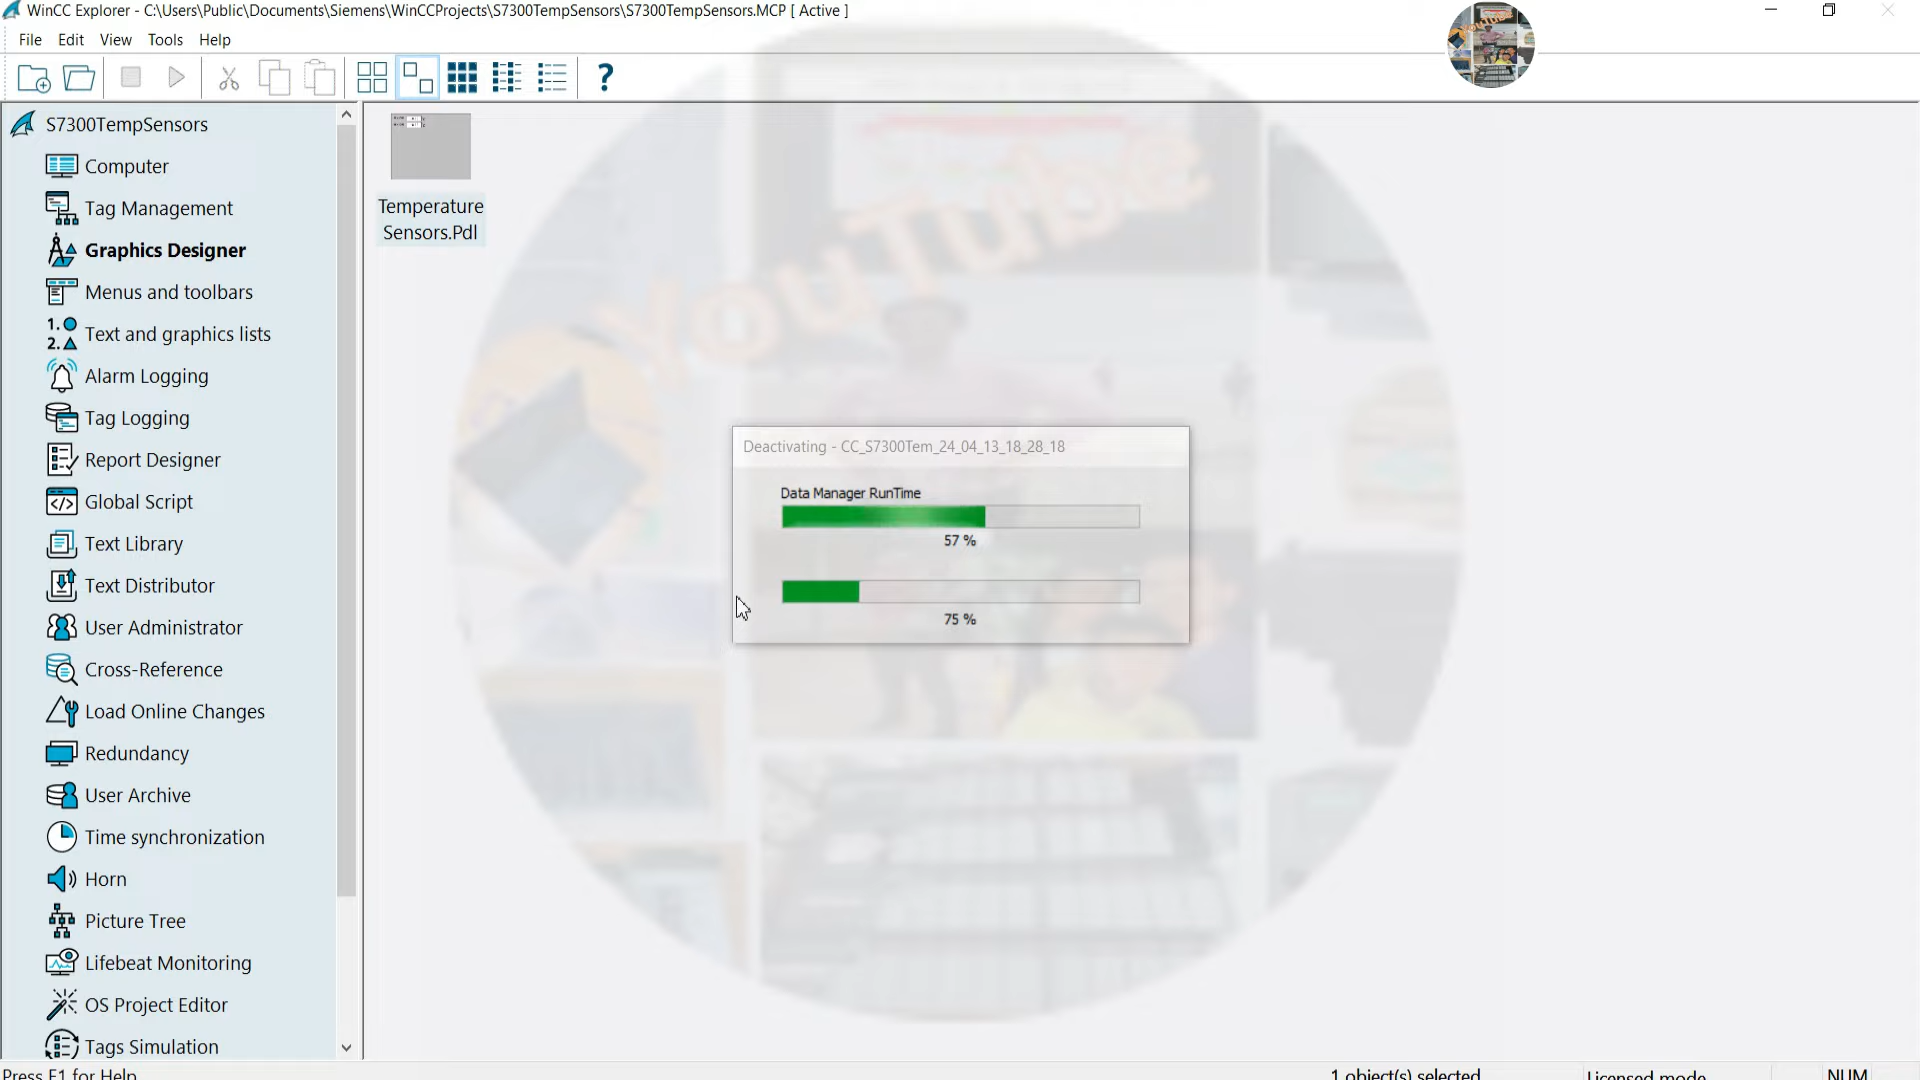 WinCC Explorer - C:\Users\Public\Documents\Siemens\WinCCProjects\S7300TempSensors\S7300TempSensors.MCP [ Active ]
File Edit View Tools Help
S7300TempSensors
Computer
Tag Management
Graphics Designer
Menus and toolbars
Text and graphics lists
Alarm Logging
Tag Logging
Report Designer
Global Script
Text Library
Text Distributor
User Administrator
Cross-Reference
Load Online Changes
Redundancy
User Archive
Time synchronization
Horn
Picture Tree
Lifebeat Monitoring
OS Project Editor
Tags Simulation
Temperature
Sensors.Pdl
YouTube
Deactivating - CC_S7300Tem_24_04_13_18_28_18
Data Manager RunTime
57 %
75 %
Press F1 for Help
1 object(s) selected
Licensed mode
NUM